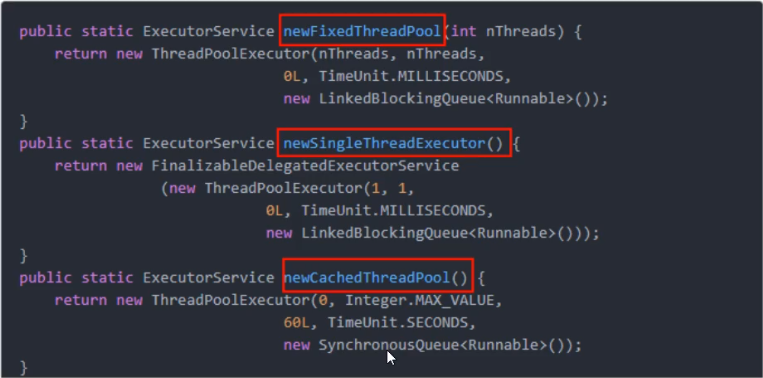 public static ExecutorService newFixedThreadPool(int nThreads) {
return new ThreadPoolExecutor(nThreads, nThreads,
0L, TimeUnit.MILLISECONDS,
new LinkedBlockingQueue<Runnable>());
}
public static ExecutorService newSingleThreadExecutor() {
return new FinalizableDelegatedExecutorService
(new ThreadPoolExecutor(1, 1,
0L, TimeUnit.MILLISECONDS,
new LinkedBlockingQueue<Runnable>()));
}
public static ExecutorService newCachedThreadPool() {
return new ThreadPoolExecutor(0, Integer.MAX_VALUE,
60L, TimeUnit.SECONDS,
new SynchronousQueue<Runnable>());
}